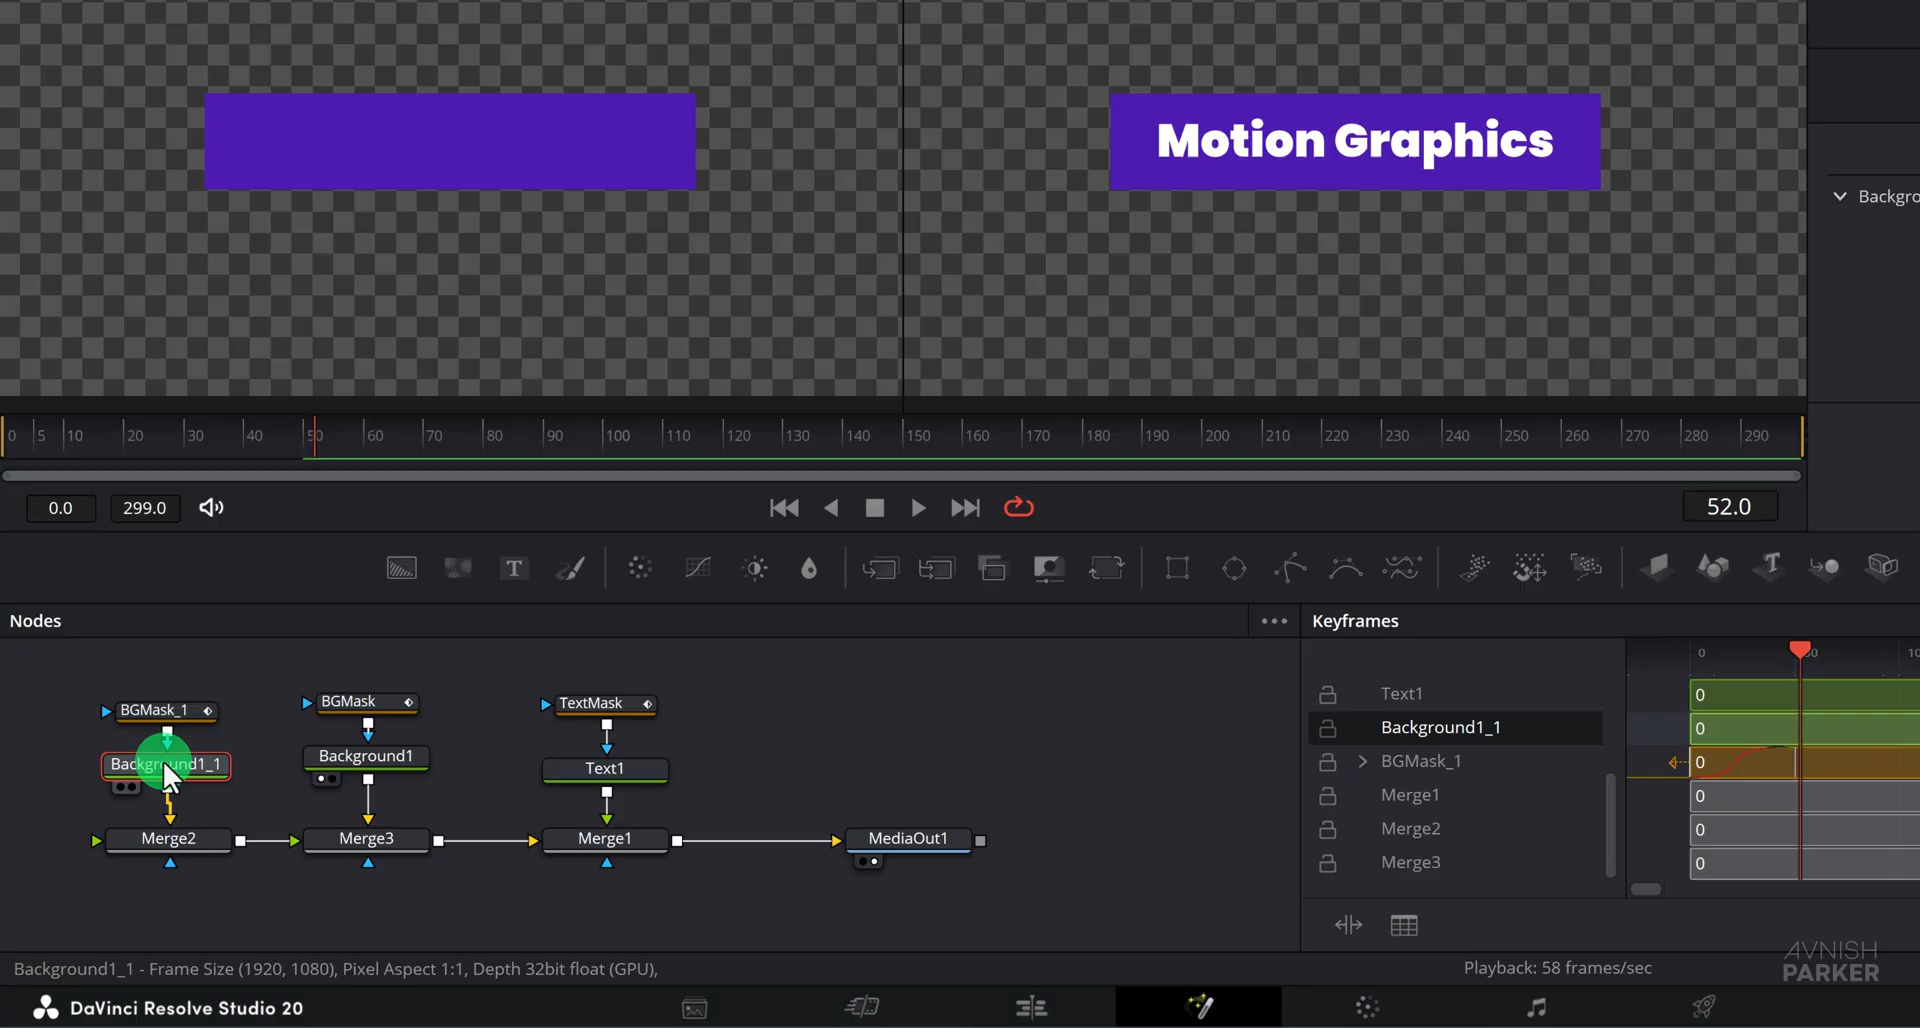 Motion Graphics
Backgro
0 5 10 20 30 40 50 60 70 80 90 100 110 120 130 140 150 160 170 180 190 200 210 220 230 240 250 260 270 280 290
0.0 299.0 52.0
T T
Nodes
Keyframes
0
Text1 0
Background1_1 0
BGMask_1 0
Merge1 0
Merge2 0
Merge3 0
BGMask_1 BGMask TextMask
Background1_1 Background1 Text1
Merge2 Merge3 Merge1 MediaOut1
Background1_1 - Frame Size (1920, 1080), Pixel Aspect 1:1, Depth 32bit float (GPU),
Playback: 58 frames/sec
AVNISH
PARKER
DaVinci Resolve Studio 20